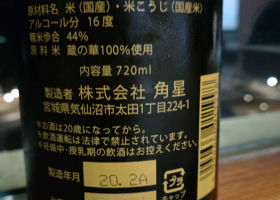 原材料名 米（国産）・米こうじ（国産米）
アルコール分 16度
精米歩合 44%
原料米 蔵の華100%使用
内容量 720ml
製造者 株式会社 角星
宮城県気仙沼市太田1丁目224-1
※お酒は20歳になってから。
※飲酒運転は法律で禁止されています。
※妊娠中・授乳期の飲酒はお控えください。
製造年月 20.2A
プラ
キャップ